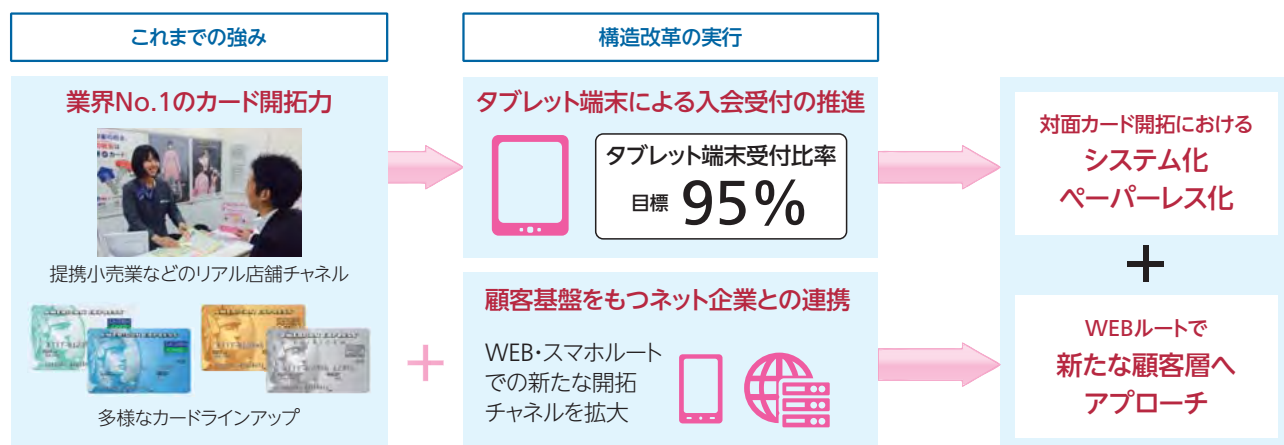 これまでの強み
構造改革の実行
業界No.1のカード開拓力
提携小売業などのリアル店舗チャネル
AMERICAN EXPRESS
多様なカードラインアップ
タブレット端末による入会受付の推進
タブレット端末受付比率
目標 95%
+
顧客基盤をもつネット企業との連携
WEB・スマホルート
での新たな開拓
チャネルを拡大
対面カード開拓における
システム化
ペーパーレス化
+
WEBルートで
新たな顧客層へ
アプローチ